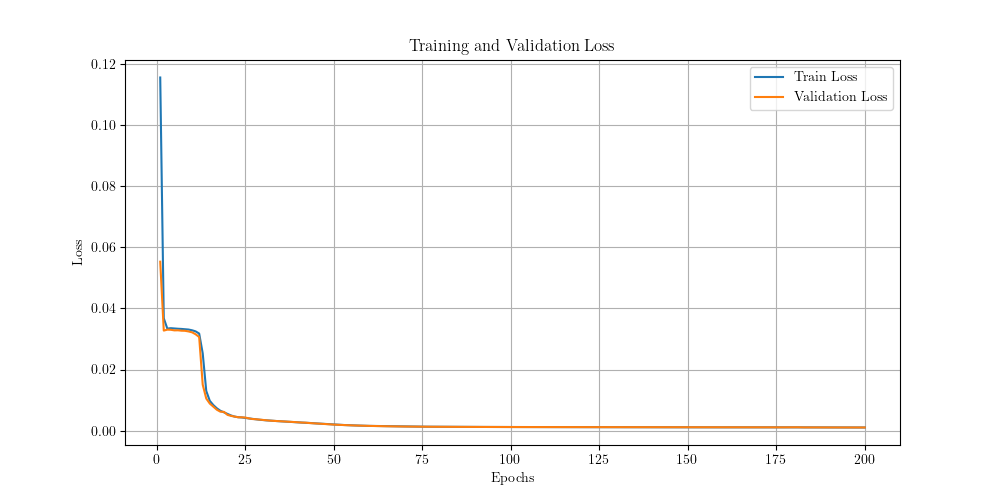 Training and Validation Loss
Train Loss
Validation Loss
0.12
0.10
0.08
0.06
0.04
0.02
0.00
Loss
0 25 50 75 100 125 150 175 200
Epochs